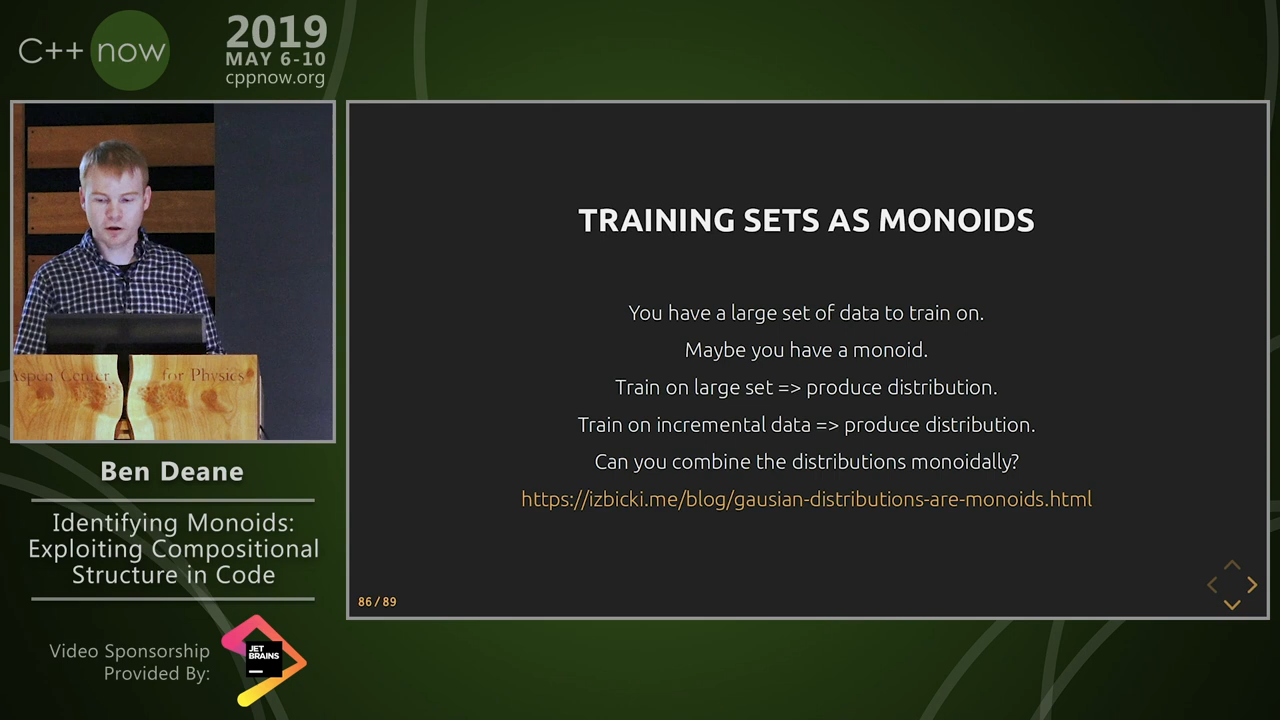 C++ now
2019
MAY 6-10
cppnow.org
TRAINING SETS AS MONOIDS
You have a large set of data to train on.
Maybe you have a monoid.
Train on large set => produce distribution.
Train on incremental data => produce distribution.
Can you combine the distributions monoidally?
https://izbicki.me/blog/gausian-distributions-are-monoids.html
86/89
Aspen Center for Physics
Ben Deane
Identifying Monoids:
Exploiting Compositional
Structure in Code
Video Sponsorship
Provided By:
JET
BRAINS